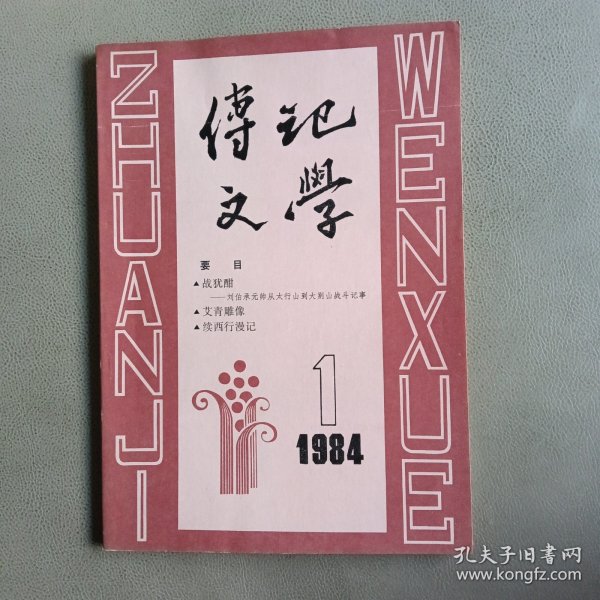 ZHUANJI
WENXUE
傳記
文學
要目
▲战犹酣
——刘伯承元帅从太行山到大别山战斗记事
▲艾青雕像
▲续西行漫记
1
1984
孔夫子旧书网
www.kongfz.com